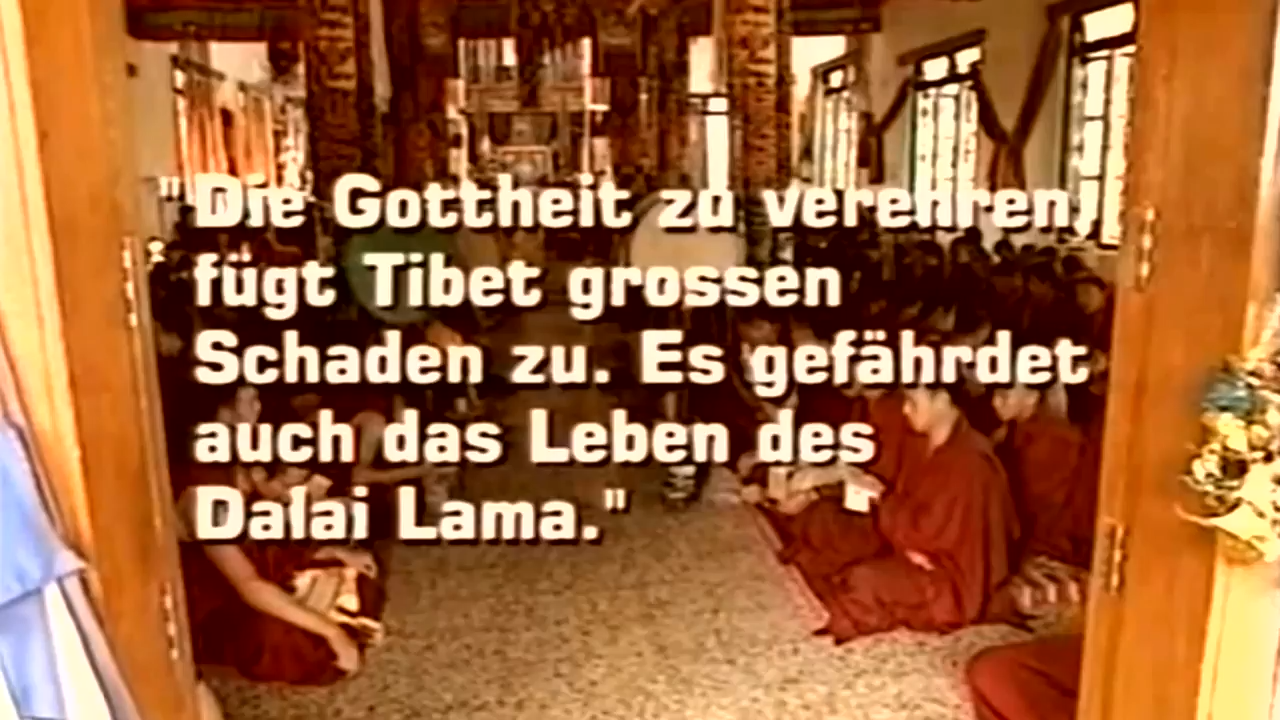 "Die Gottheit zu verehren,
fügt Tibet grossen
Schaden zu. Es gefährdet
auch das Leben des
Dalai Lama."